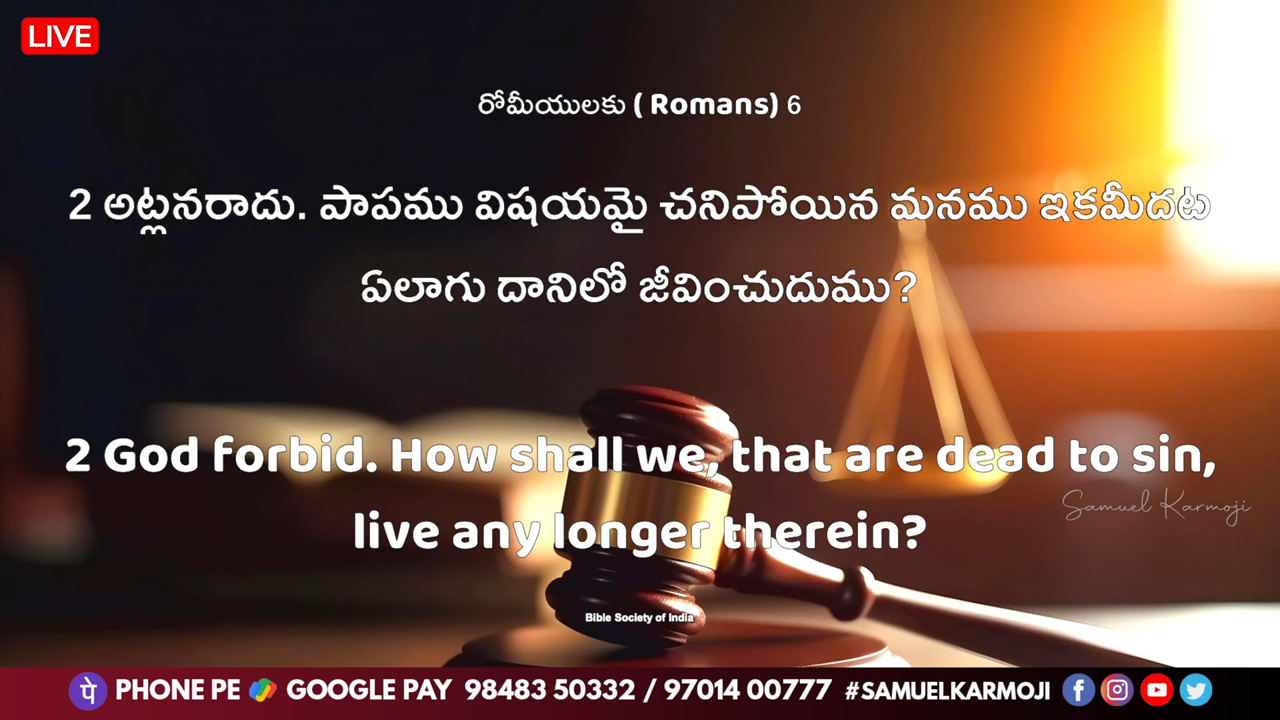 LIVE
రోమీయులకు ( Romans) 6
2 అట్లనరాదు. పాపము విషయమై చనిపోయిన మనము ఇకమీదట
ఏలాగు దానిలో జీవించుదుము?
2 God forbid. How shall we, that are dead to sin,
live any longer therein?
Samuel Karmoji
Bible Society of India
पे PHONE PE GOOGLE PAY 98483 50332 / 97014 00777 #SAMUELKARMOJI